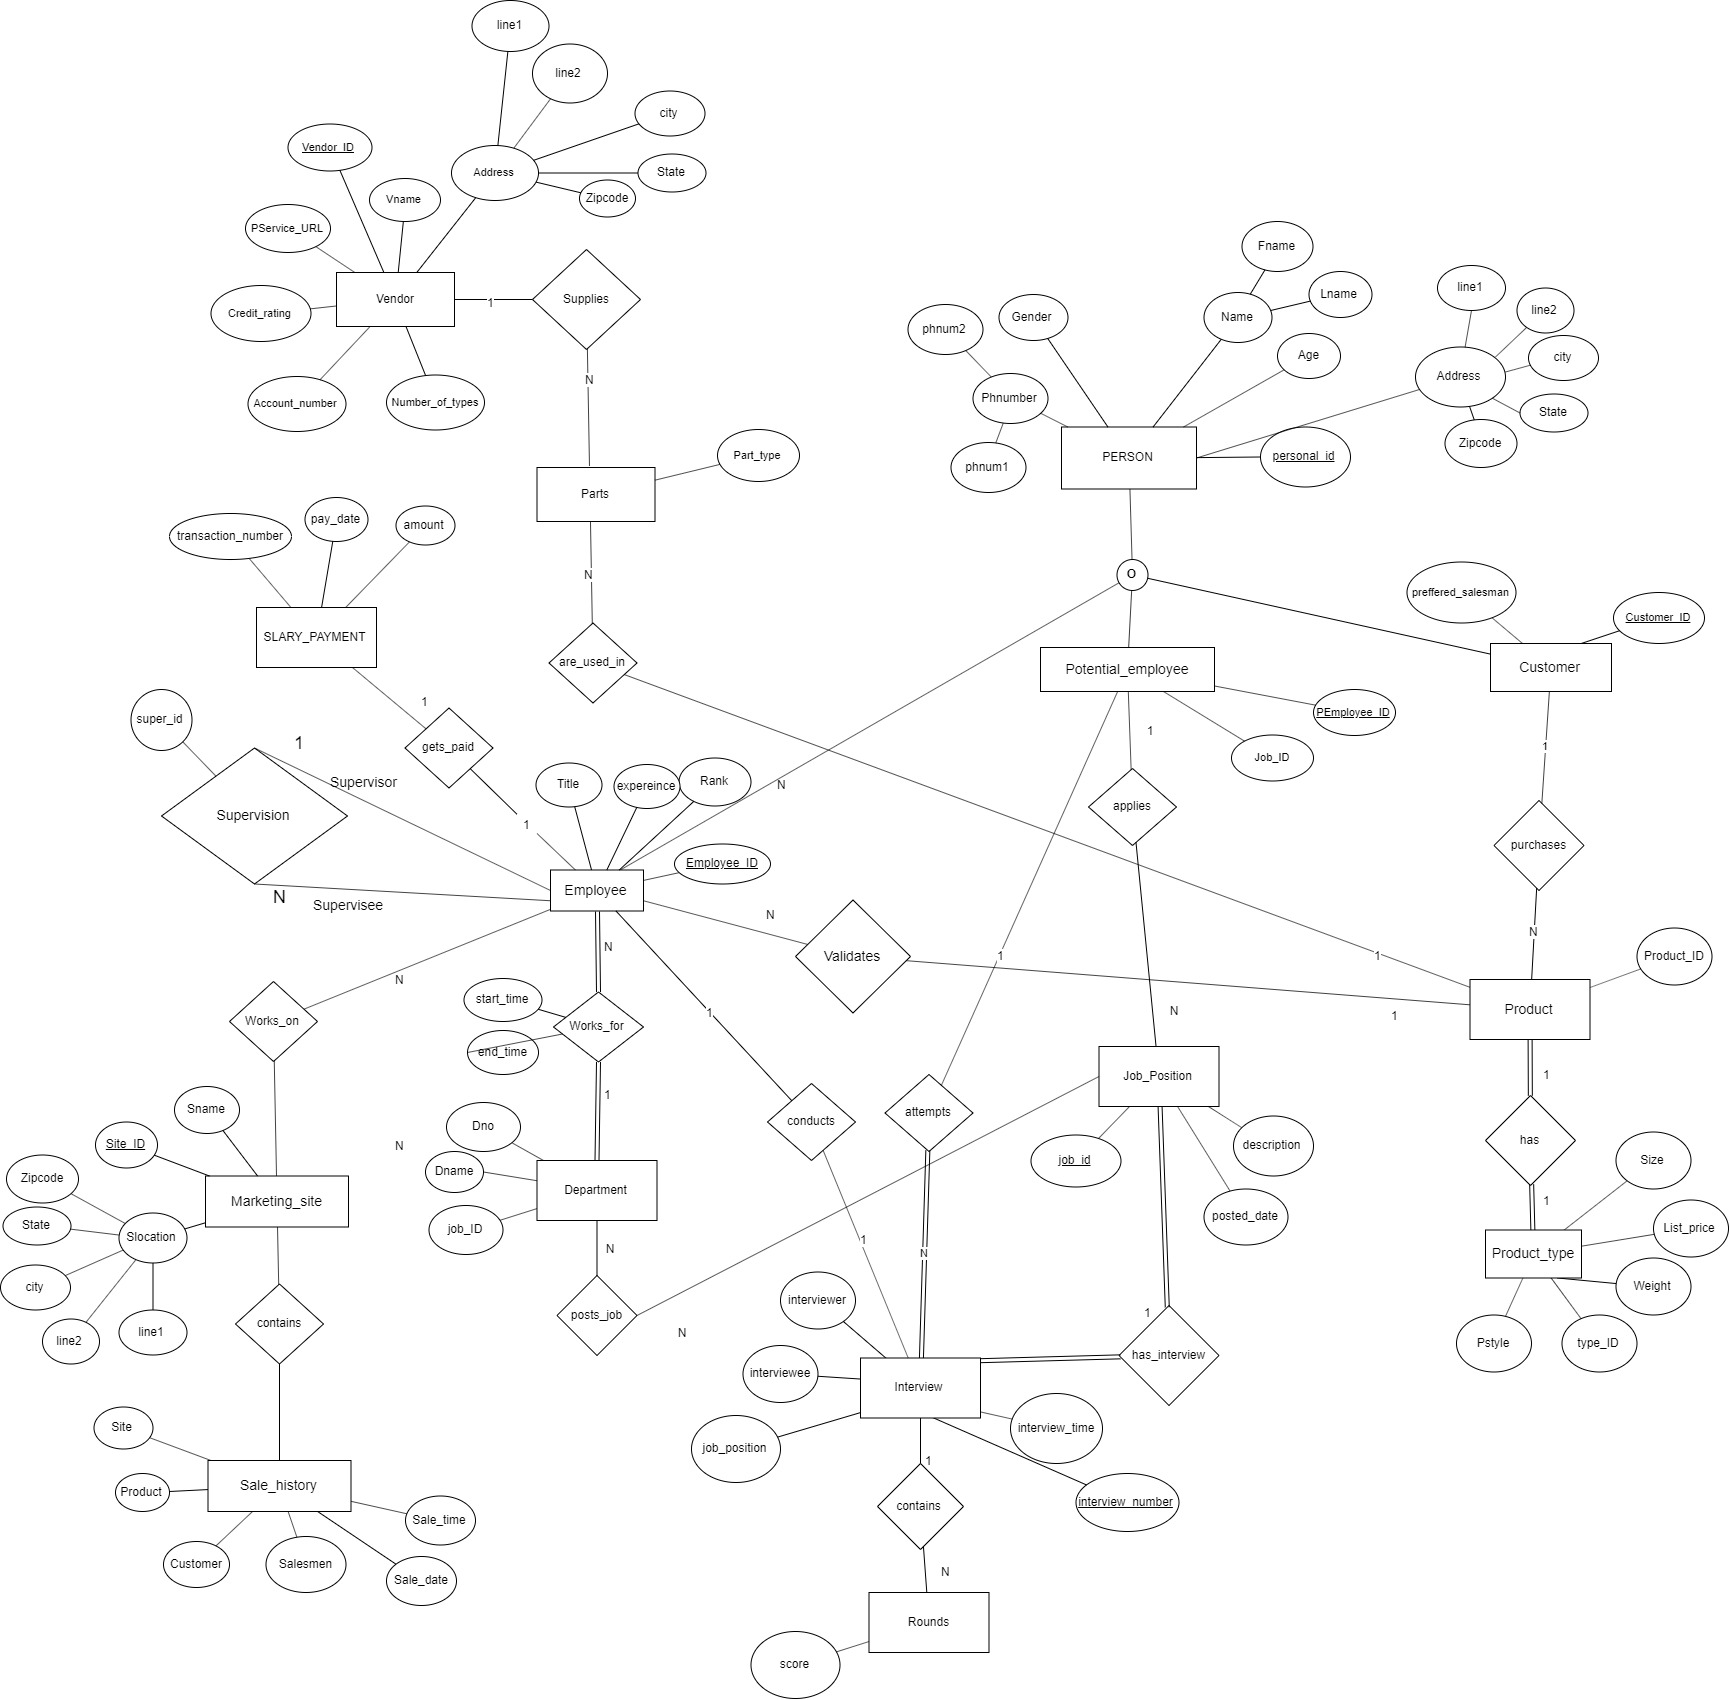 line1
line2
city
Vendor_ID
Address
State
Vname
Zipcode
PService_URL
Fname
Lname
line1
Vendor
1
Supplies
Credit_rating
Gender
Name
line2
phnum2
Age
city
N
Address
Account_number
Number_of_types
Phnumber
State
Zipcode
Part_type
PERSON
personal_id
phnum1
Parts
pay_date
amount
transaction_number
N
O
preffered_salesman
Customer_ID
SLARY_PAYMENT
are_used_in
Potential_employee
Customer
1
PEmployee_ID
super_id
1
gets_paid
1
1
Job_ID
Supervisor
Title
expereince
Rank
N
Supervision
1
applies
purchases
Employee_ID
Employee
N
Supervisee
N
N
N
Validates
1
1
Product_ID
N
start_time
1
N
Product
1
Works_on
Works_for
end_time
Job_Position
1
1
Sname
conducts
attempts
Dno
has
Site_ID
N
description
Size
job_id
Dname
Zipcode
Department
Marketing_site
1
State
job_ID
posted_date
List_price
Slocation
1
N
N
Product_type
city
Weight
interviewer
1
posts_job
contains
line1
N
line2
has_interview
Pstyle
type_ID
interviewee
Interview
Site
interview_time
job_position
1
Sale_history
Product
interview_number
contains
Sale_time
Customer
Salesmen
N
Sale_date
Rounds
score